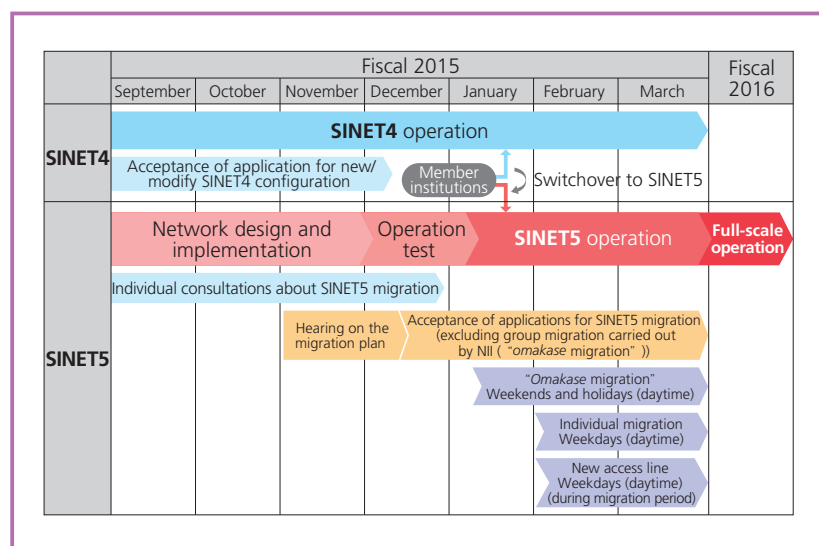 Fiscal 2015
Fiscal
2016
September
October
November
December
January
February
March
SINET4
SINET4 operation
Acceptance of application for new/
modify SINET4 configuration
Member
institutions
Switchover to SINET5
SINET5
Network design and
implementation
Operation
test
SINET5 operation
Full-scale
operation
Individual consultations about SINET5 migration
Hearing on the
migration plan
Acceptance of applications for SINET5 migration
(excluding group migration carried out
by NII ( “omakase migration” ))
“Omakase migration”
Weekends and holidays (daytime)
Individual migration
Weekdays (daytime)
New access line
Weekdays (daytime)
(during migration period)